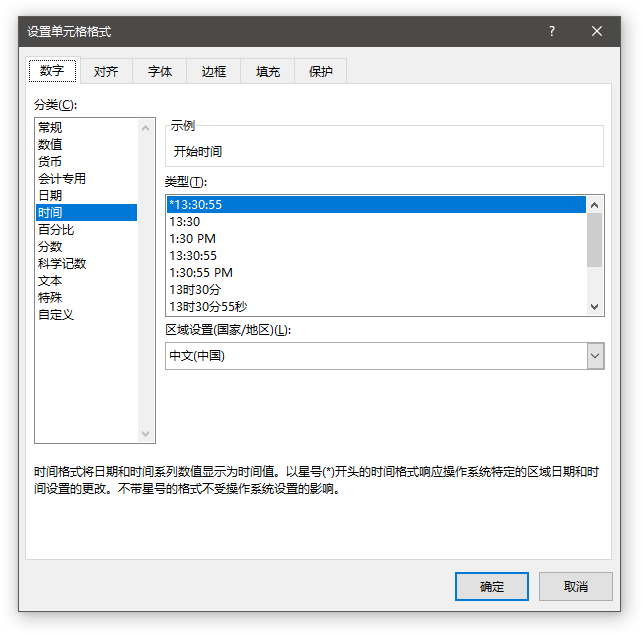 设置单元格格式
?
数字 对齐 字体 边框 填充 保护
分类(C):
常规
数值
货币
会计专用
日期
时间
百分比
分数
科学记数
文本
特殊
自定义
示例
开始时间
类型(T):
*13:30:55
13:30
1:30 PM
13:30:55
1:30:55 PM
13时30分
13时30分55秒
区域设置(国家/地区)(L):
中文(中国)
时间格式将日期和时间系列数值显示为时间值。以星号(*)开头的时间格式响应操作系统特定的区域日期和时
间设置的更改。不带星号的格式不受操作系统设置的影响。
确定 取消